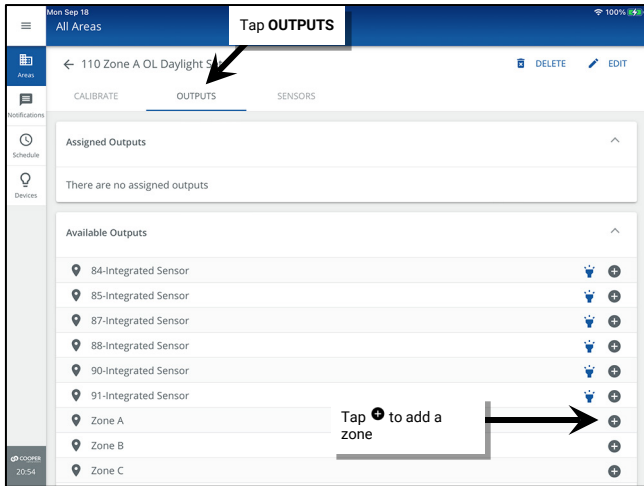 Mon Sep 18
100%
All Areas
Tap OUTPUTS
Areas
Notifications
Schedule
Devices
COOPER
20:54
← 110 Zone A OL Daylight Set
DELETE
EDIT
CALIBRATE
OUTPUTS
SENSORS
Assigned Outputs
There are no assigned outputs
Available Outputs
84-Integrated Sensor
85-Integrated Sensor
87-Integrated Sensor
88-Integrated Sensor
90-Integrated Sensor
91-Integrated Sensor
Zone A
Zone B
Zone C
Tap + to add a
zone